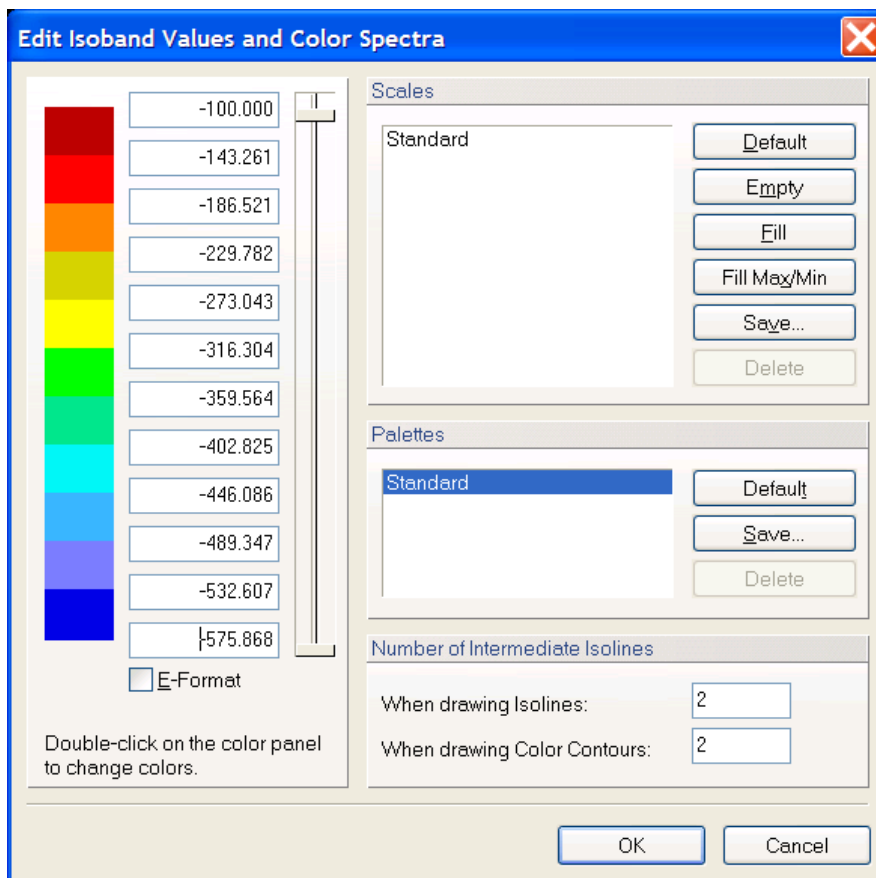 Edit Isoband Values and Color Spectra
-100.000
-143.261
-186.521
-229.782
-273.043
-316.304
-359.564
-402.825
-446.086
-489.347
-532.607
-575.868
E-Format
Double-click on the color panel
to change colors.
Scales
Standard
Default
Empty
Fill
Fill Max/Min
Save...
Delete
Palettes
Standard
Default
Save...
Delete
Number of Intermediate Isolines
When drawing Isolines: 2
When drawing Color Contours: 2
OK
Cancel